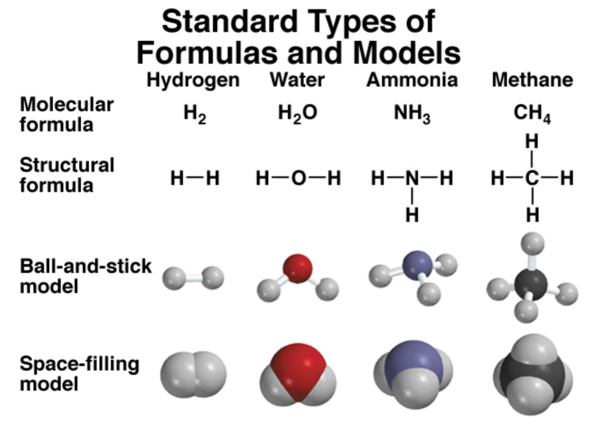 Standard Types of
Formulas and Models
Hydrogen Water Ammonia Methane
Molecular
formula
H₂ H₂O NH₃ CH₄
Structural
formula
H
H—H H—O—H H—N—H H—C—H
H H
Ball-and-stick
model
Space-filling
model